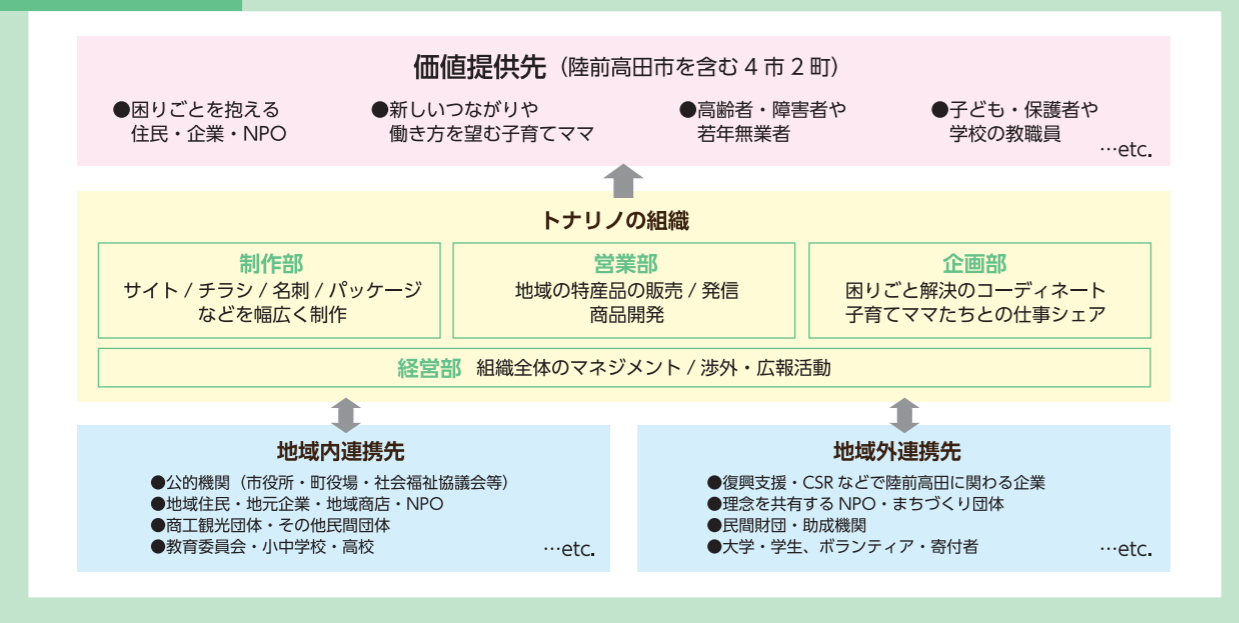 価値提供先（陸前高田市を含む 4 市 2 町）
●困りごとを抱える
住民・企業・NPO
●新しいつながりや
働き方を望む子育てママ
●高齢者・障害者や
若年無業者
●子ども・保護者や
学校の教職員
…etc.
トナリノの組織
制作部
サイト / チラシ / 名刺 / パッケージ
などを幅広く制作
営業部
地域の特産品の販売 / 発信
商品開発
企画部
困りごと解決のコーディネート
子育てママたちとの仕事シェア
経営部 組織全体のマネジメント / 渉外・広報活動
地域内連携先
●公的機関（市役所・町役場・社会福祉協議会等）
●地域住民・地元企業・地域商店・NPO
●商工観光団体・その他民間団体
●教育委員会・小中学校・高校
…etc.
地域外連携先
●復興支援・CSR などで陸前高田に関わる企業
●理念を共有する NPO・まちづくり団体
●民間財団・助成機関
●大学・学生、ボランティア・寄付者
…etc.